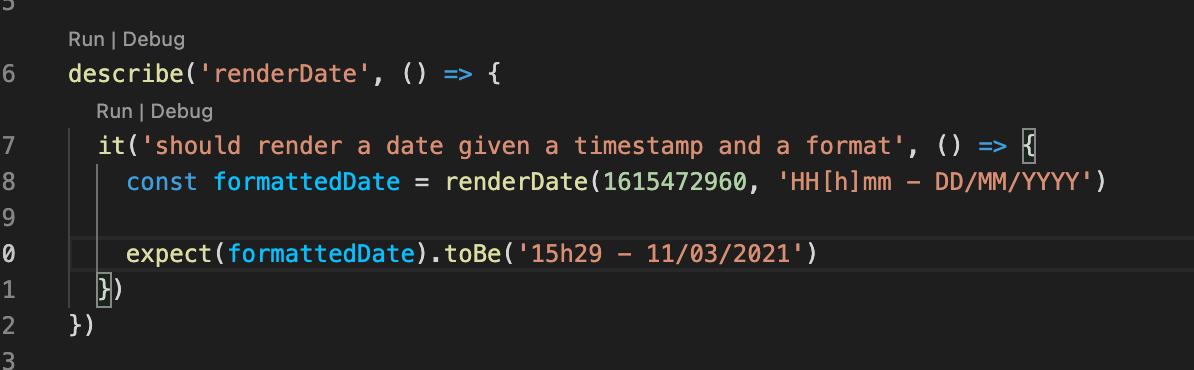 5
Run | Debug
6 describe('renderDate', () => {
Run | Debug
7 it('should render a date given a timestamp and a format', () => {
8 const formattedDate = renderDate(1615472960, 'HH[h]mm - DD/MM/YYYY')
9
0 expect(formattedDate).toBe('15h29 - 11/03/2021')
1 })
2 })
3